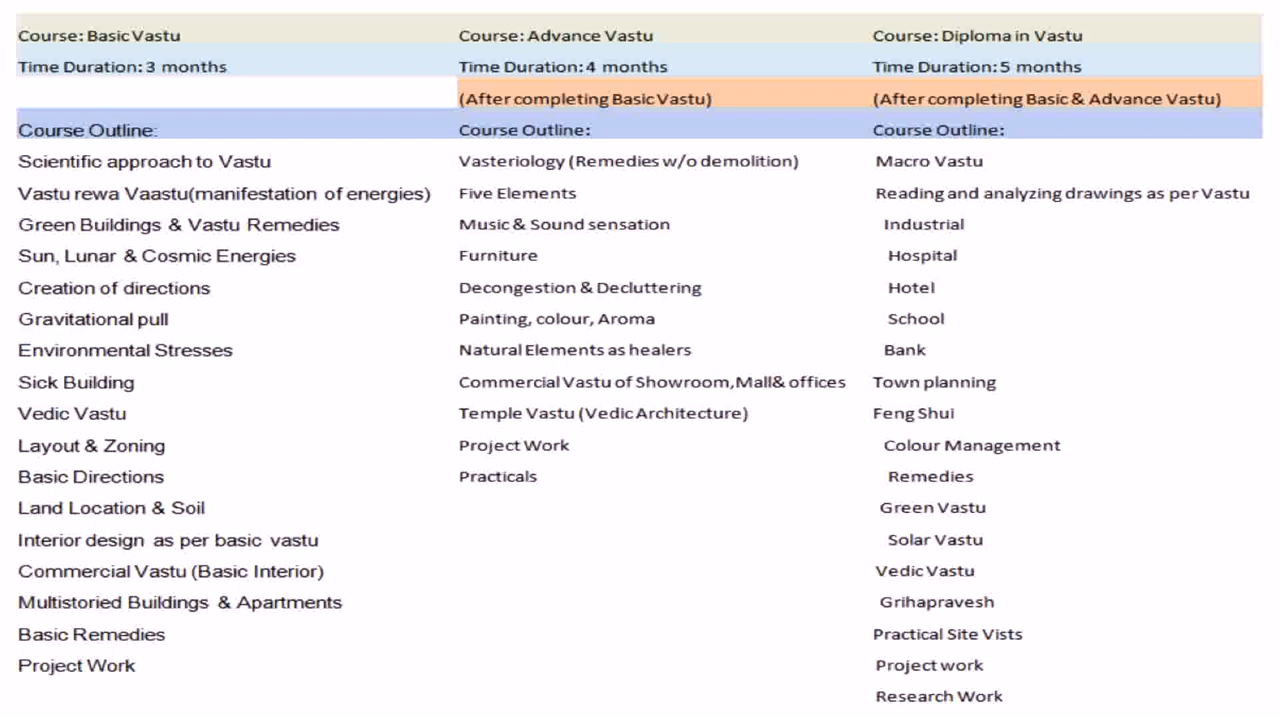 Course: Basic Vastu
Time Duration: 3 months
Course Outline:
Scientific approach to Vastu
Vastu rewa Vaastu(manifestation of energies)
Green Buildings & Vastu Remedies
Sun, Lunar & Cosmic Energies
Creation of directions
Gravitational pull
Environmental Stresses
Sick Building
Vedic Vastu
Layout & Zoning
Basic Directions
Land Location & Soil
Interior design as per basic vastu
Commercial Vastu (Basic Interior)
Multistoried Buildings & Apartments
Basic Remedies
Project Work
Course: Advance Vastu
Time Duration: 4 months
(After completing Basic Vastu)
Course Outline:
Vasteriology (Remedies w/o demolition)
Five Elements
Music & Sound sensation
Furniture
Decongestion & Decluttering
Painting, colour, Aroma
Natural Elements as healers
Commercial Vastu of Showroom,Mall& offices
Temple Vastu (Vedic Architecture)
Project Work
Practicals
Course: Diploma in Vastu
Time Duration: 5 months
(After completing Basic & Advance Vastu)
Course Outline:
Macro Vastu
Reading and analyzing drawings as per Vastu
Industrial
Hospital
Hotel
School
Bank
Town planning
Feng Shui
Colour Management
Remedies
Green Vastu
Solar Vastu
Vedic Vastu
Grihapravesh
Practical Site Vists
Project work
Research Work